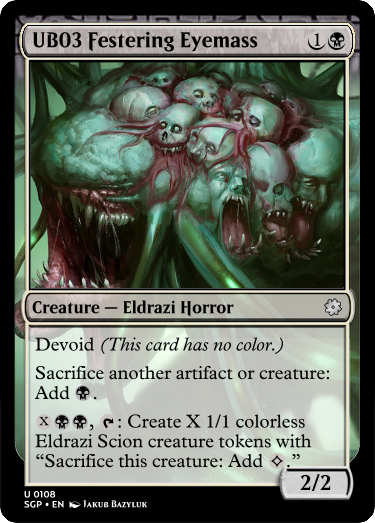 UB03 Festering Eyemass 1
Creature — Eldrazi Horror
Devoid (This card has no color.)
Sacrifice another artifact or creature:
Add .
X , : Create X 1/1 colorless
Eldrazi Scion creature tokens with
“Sacrifice this creature: Add .”
2/2
U 0108
SGP • EN Jakub Bazyluk